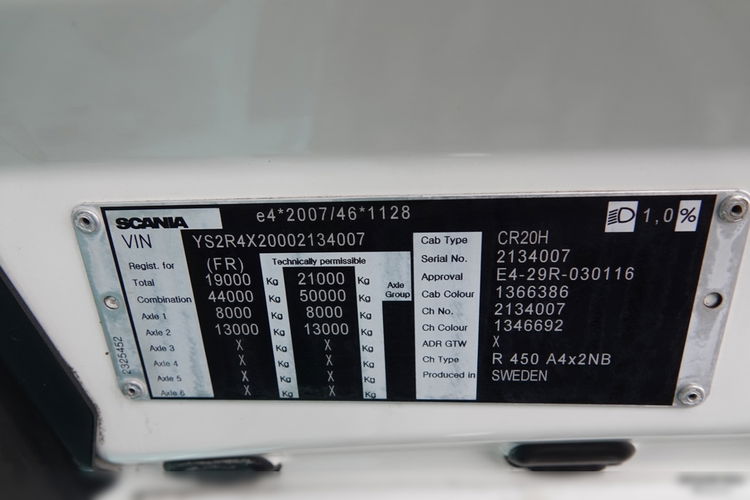 SCANIA e4*2007/46*1128 1,0%
VIN YS2R4X20002134007
Regist. for (FR) Technically permissible Axle Group
Total 19000 Kg 21000 Kg
Combination 44000 Kg 50000 Kg
Axle 1 8000 Kg 8000 Kg
Axle 2 13000 Kg 13000 Kg
Axle 3 X Kg X Kg
Axle 4 X Kg X Kg
Axle 5 X Kg X Kg
Axle 6 X Kg X Kg
Cab Type CR20H
Serial No. 2134007
Approval E4-29R-030116
Cab Colour 1366386
Ch No. 2134007
Ch Colour 1346692
ADR GTW X
Ch Type R 450 A4x2NB
Produced in SWEDEN
2325452